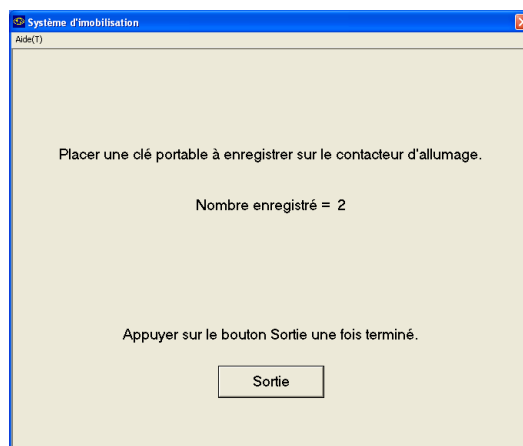 Système d'imobilisation
Aide(T)
Placer une clé portable à enregistrer sur le contacteur d'allumage.
Nombre enregistré = 2
Appuyer sur le bouton Sortie une fois terminé.
Sortie